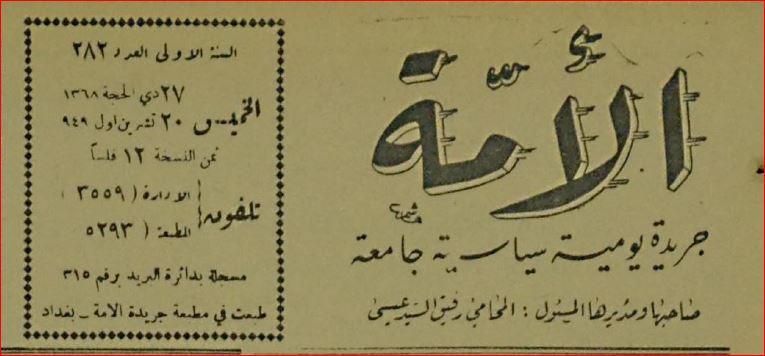 الأمة
هاشم
جريدة يومية سياسية جامعة
صاحبها ومديرها المسئول : المحامي رفيق السيد عيسى
السنة الاولى العدد ٢٨٢
٢٧ ذي الحجة ١٣٦٨
الخميس ٢٠ تشرين اول ٩٤٩
ثمن النسخة ١٢ فلساً
تلفون
الادارة ( ٣٥٥٩ )
المطبعة ( ٥٢٩٣
مسجلة بدائرة البريد برقم ٣١٥
طبعت في مطبعة جريدة الامة _ بغداد